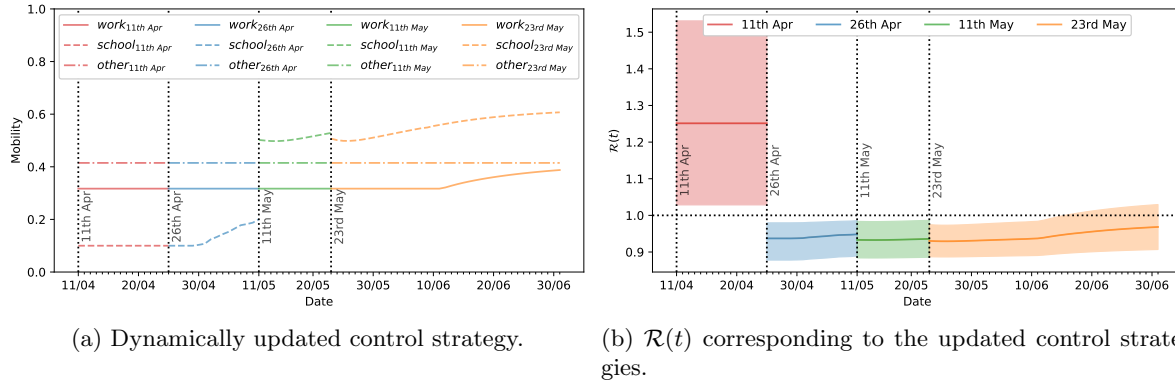 1.0
0.8
0.6
0.4
0.2
0.0
Mobility
work11th Apr
school11th Apr
other11th Apr
work26th Apr
school26th Apr
other26th Apr
work11th May
school11th May
other11th May
work23rd May
school23rd May
other23rd May
11th Apr
26th Apr
11th May
23rd May
11/04
20/04
30/04
11/05
20/05
10/06
20/06
30/06
Date
(a) Dynamically updated control strategy.
1.5
1.4
1.3
1.2
1.1
1.0
0.9
R(t)
11th Apr
26th Apr
11th May
23rd May
11th Apr
26th Apr
11th May
23rd May
11/04
20/04
30/04
11/05
20/05
10/06
20/06
30/06
Date
(b) R(t) corresponding to the updated control strate
gies.